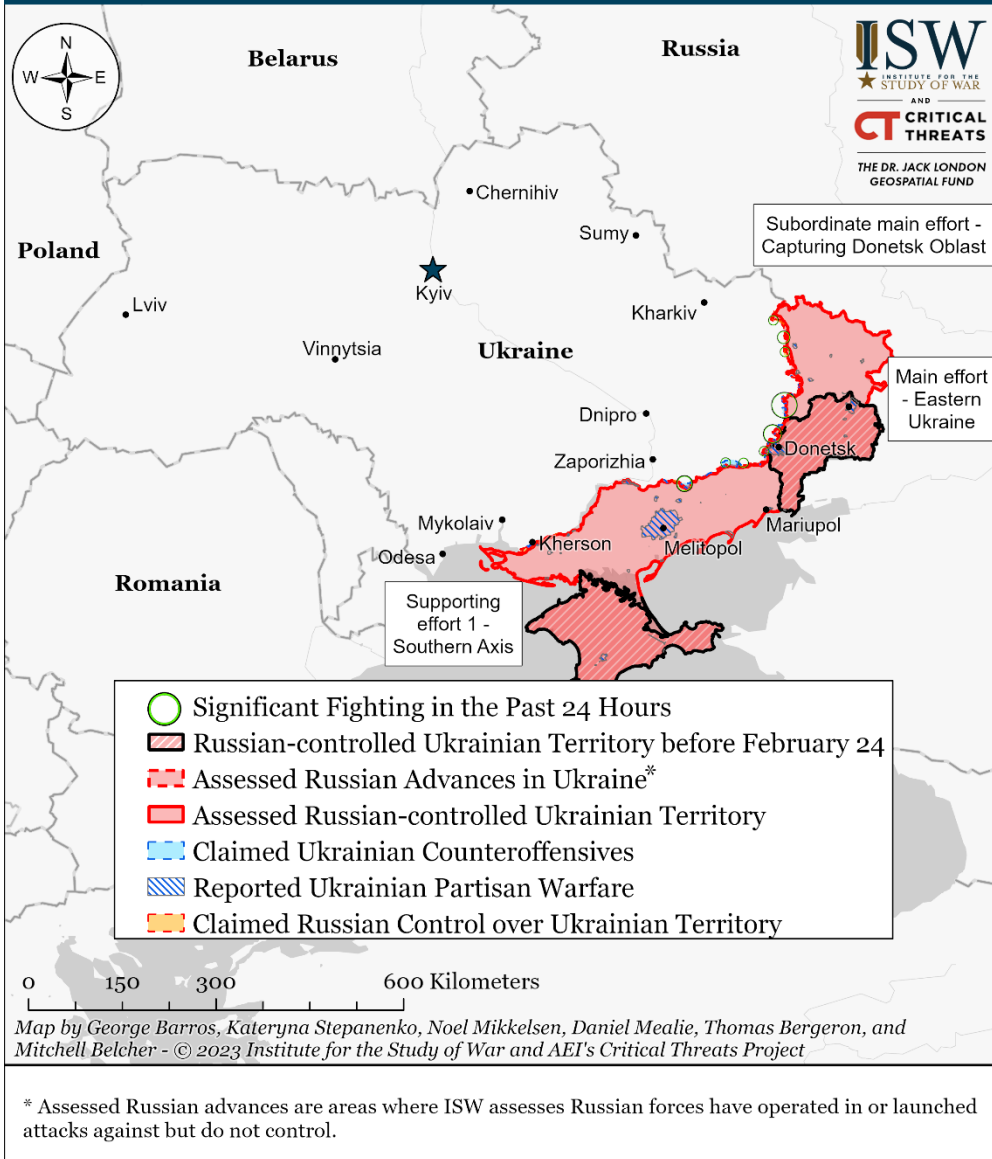 N
W
E
S
Belarus
Russia
ISW
INSTITUTE FOR THE
STUDY OF WAR
AND
CT CRITICAL
THREATS
THE DR. JACK LONDON
GEOSPATIAL FUND
Chernihiv
Subordinate main effort -
Capturing Donetsk Oblast
Sumy
Poland
Kyiv
Lviv
Kharkiv
Vinnytsia
Ukraine
Main effort
- Eastern
Ukraine
Dnipro
Donetsk
Zaporizhia
Mykolaiv
Mariupol
Kherson
Melitopol
Odesa
Romania
Supporting
effort 1 -
Southern Axis
Significant Fighting in the Past 24 Hours
Russian-controlled Ukrainian Territory before February 24
Assessed Russian Advances in Ukraine*
Assessed Russian-controlled Ukrainian Territory
Claimed Ukrainian Counteroffensives
Reported Ukrainian Partisan Warfare
Claimed Russian Control over Ukrainian Territory
0 150 300 600 Kilometers
Map by George Barros, Kateryna Stepanenko, Noel Mikkelsen, Daniel Mealie, Thomas Bergeron, and
Mitchell Belcher - © 2023 Institute for the Study of War and AEI's Critical Threats Project
* Assessed Russian advances are areas where ISW assesses Russian forces have operated in or launched
attacks against but do not control.